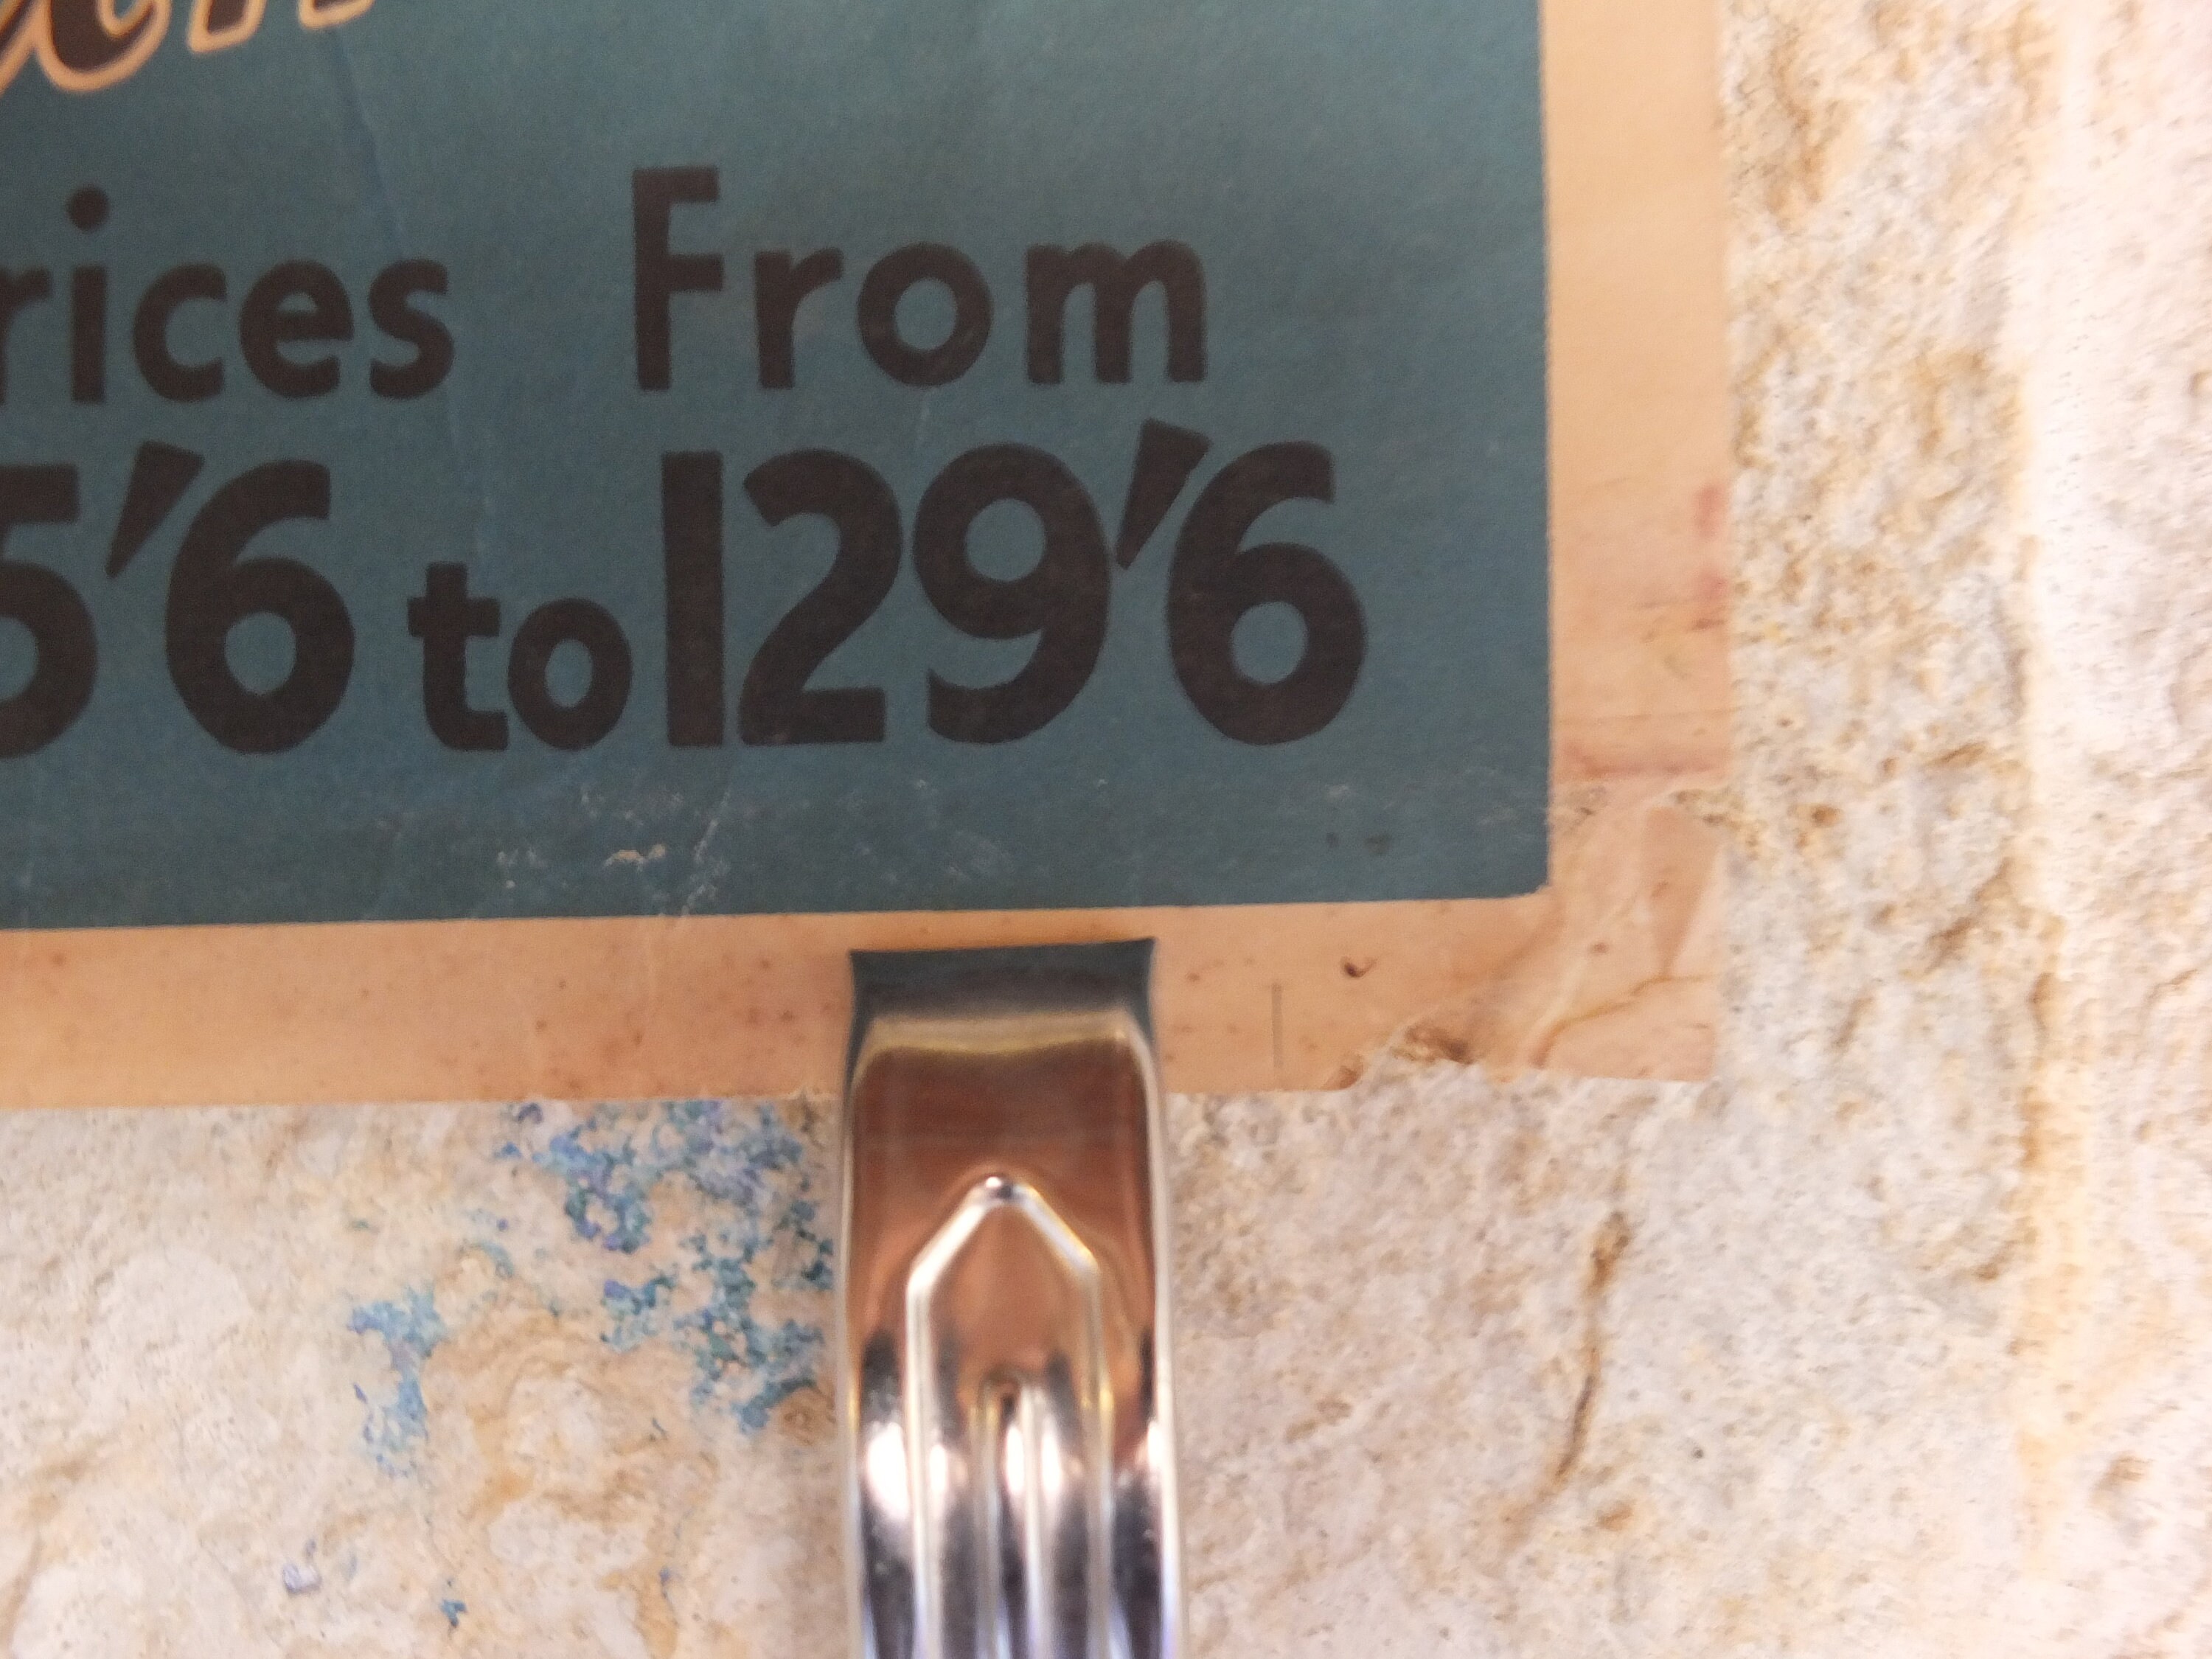 rices From
5'6 to 129'6